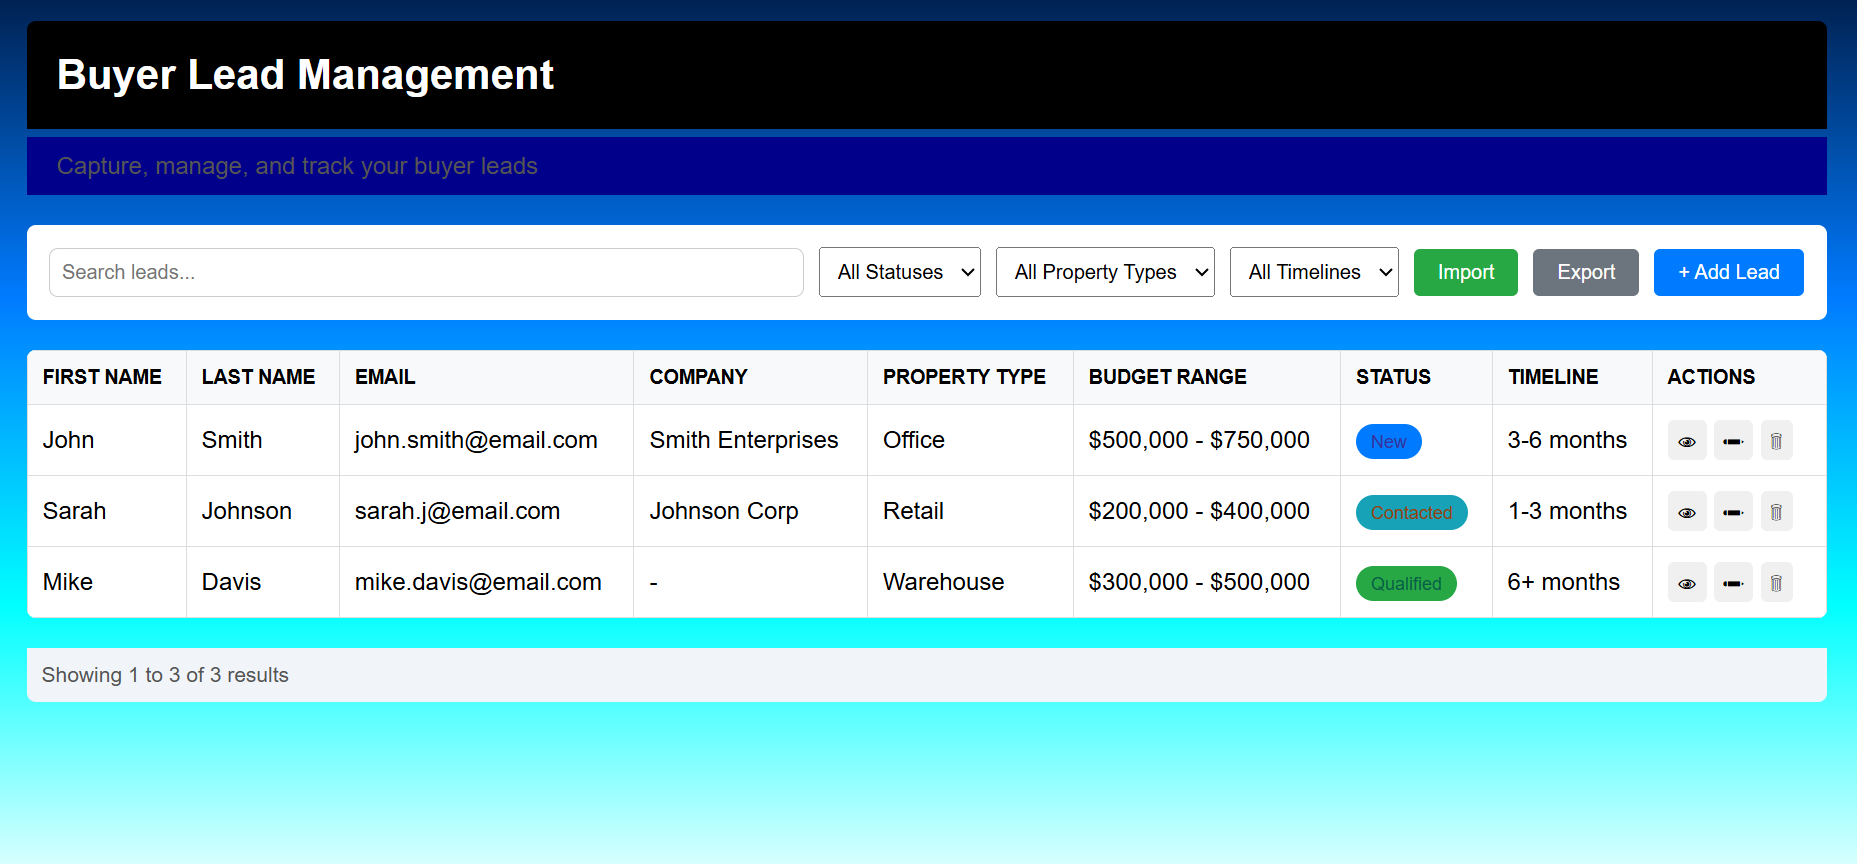 Buyer Lead Management
Capture, manage, and track your buyer leads
Search leads... All Statuses All Property Types All Timelines Import Export + Add Lead
FIRST NAME LAST NAME EMAIL COMPANY PROPERTY TYPE BUDGET RANGE STATUS TIMELINE ACTIONS
John Smith john.smith@email.com Smith Enterprises Office $500,000 - $750,000 New 3-6 months
Sarah Johnson sarah.j@email.com Johnson Corp Retail $200,000 - $400,000 Contacted 1-3 months
Mike Davis mike.davis@email.com - Warehouse $300,000 - $500,000 Qualified 6+ months
Showing 1 to 3 of 3 results